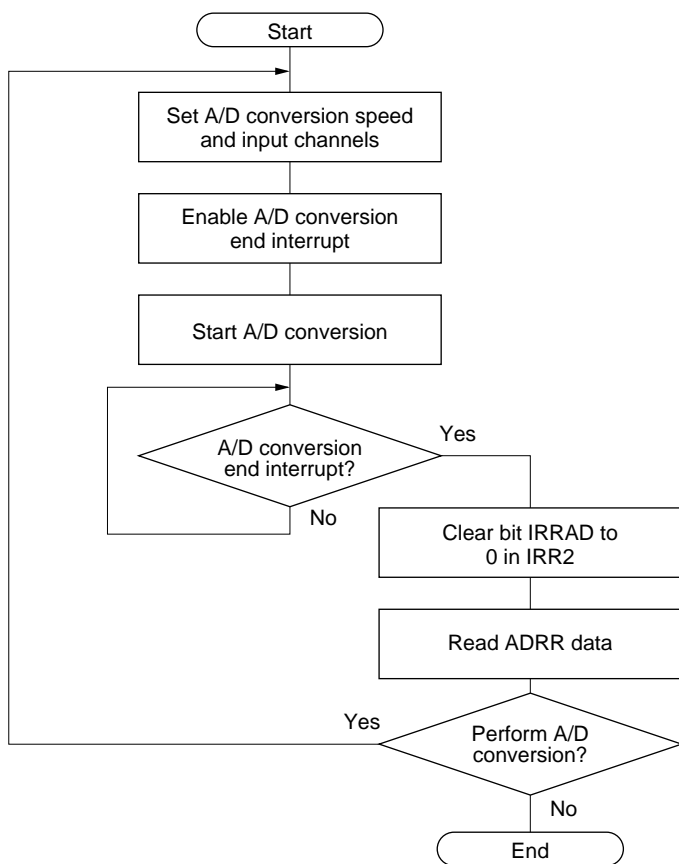 Start
Set A/D conversion speed
and input channels
Enable A/D conversion
end interrupt
Start A/D conversion
A/D conversion
end interrupt?
Yes
No
Clear bit IRRAD to
0 in IRR2
Read ADRR data
Perform A/D
conversion?
Yes
No
End